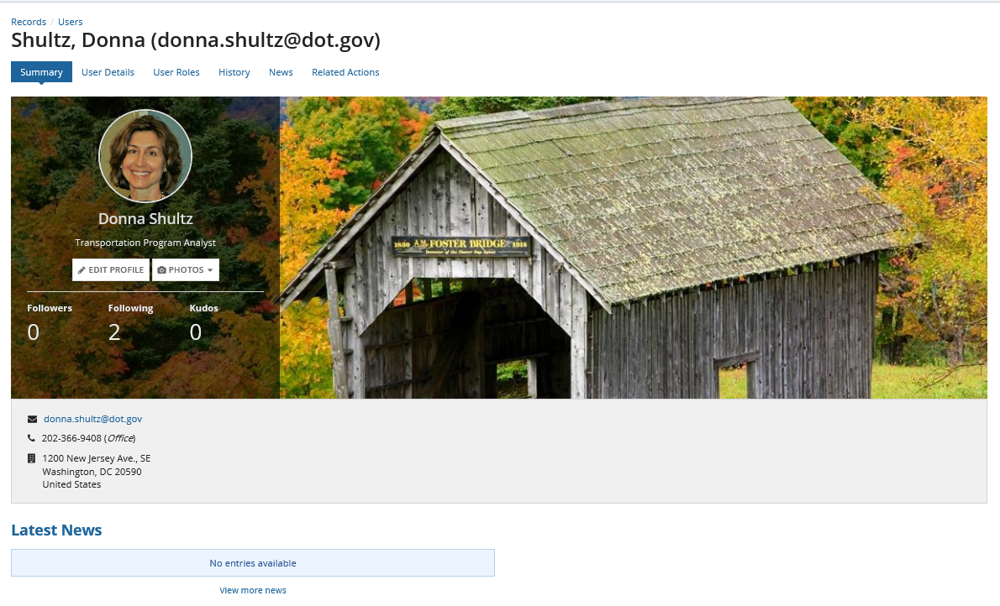 Records / Users
Shultz, Donna (donna.shultz@dot.gov)
Summary User Details User Roles History News Related Actions
1830 A.M. FOSTER BRIDGE 1914
Inventor of the Foster Sap Spout
Donna Shultz
Transportation Program Analyst
EDIT PROFILE PHOTOS
Followers Following Kudos
0 2 0
donna.shultz@dot.gov
202-366-9408 (Office)
1200 New Jersey Ave., SE
Washington, DC 20590
United States
Latest News
No entries available
View more news